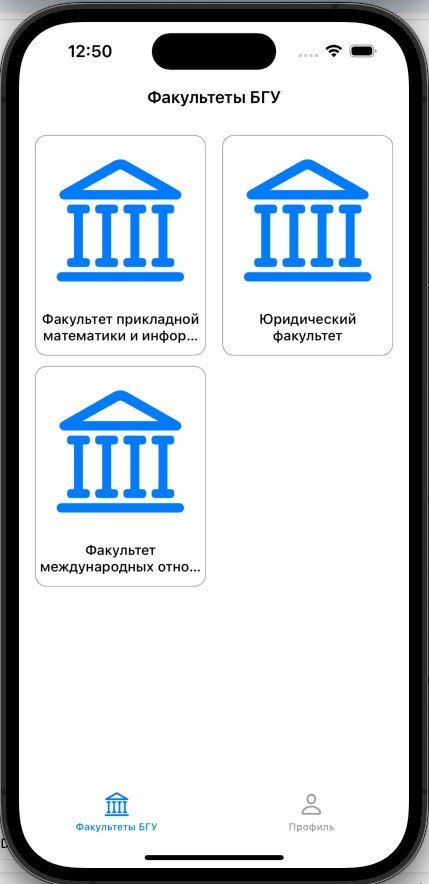 12:50
Факультеты БГУ
Факультет прикладной
математики и инфор...
Юридический
факультет
Факультет
международных отно...
Факультеты БГУ
Профиль